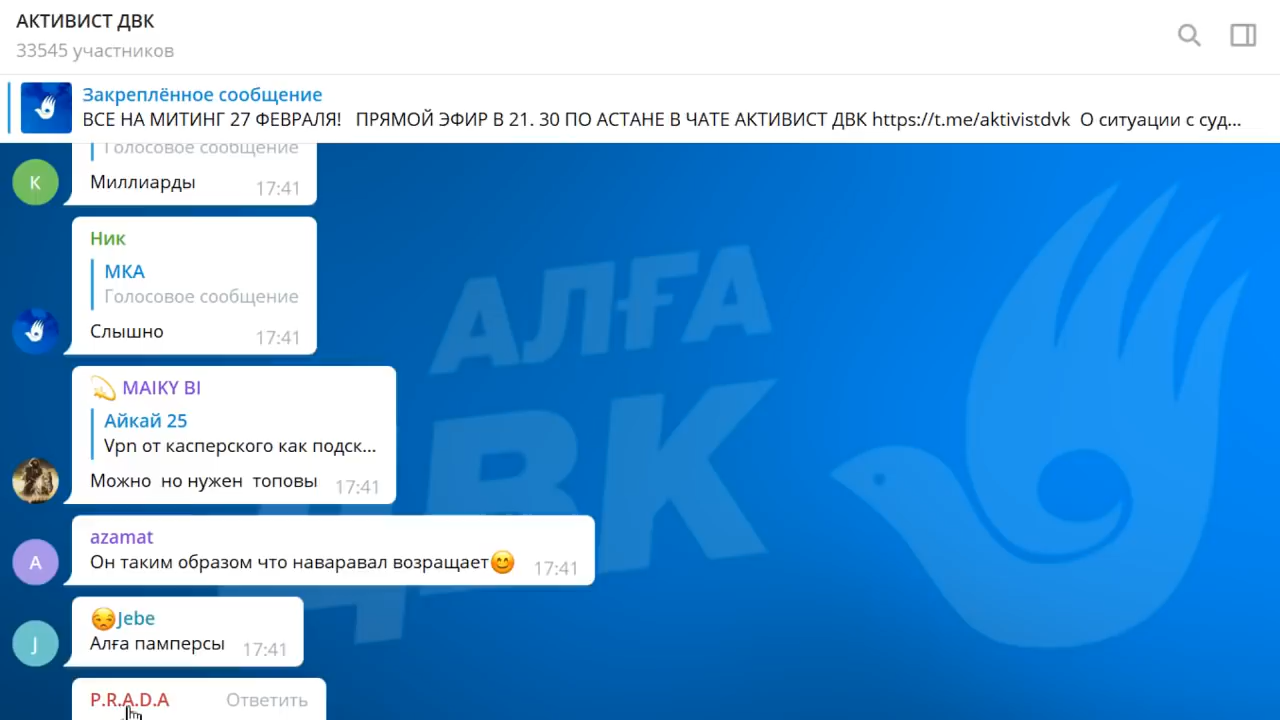 АКТИВИСТ ДВК
33545 участников
Закреплённое сообщение
ВСЕ НА МИТИНГ 27 ФЕВРАЛЯ! ПРЯМОЙ ЭФИР В 21. 30 ПО АСТАНЕ В ЧАТЕ АКТИВИСТ ДВК https://t.me/aktivistdvk О ситуации с суд...
Голосовое сообщение
К
Миллиарды 17:41
Ник
МКА
Голосовое сообщение
Слышно 17:41
MAIKY BI
Айкай 25
Vpn от касперского как подск...
Можно но нужен топовы 17:41
azamat
А
Он таким образом что наваравал возращает😊 17:41
😒Jebe
J
Алға памперсы 17:41
P.R.A.D.A Ответить
АЛҒА
ДВК